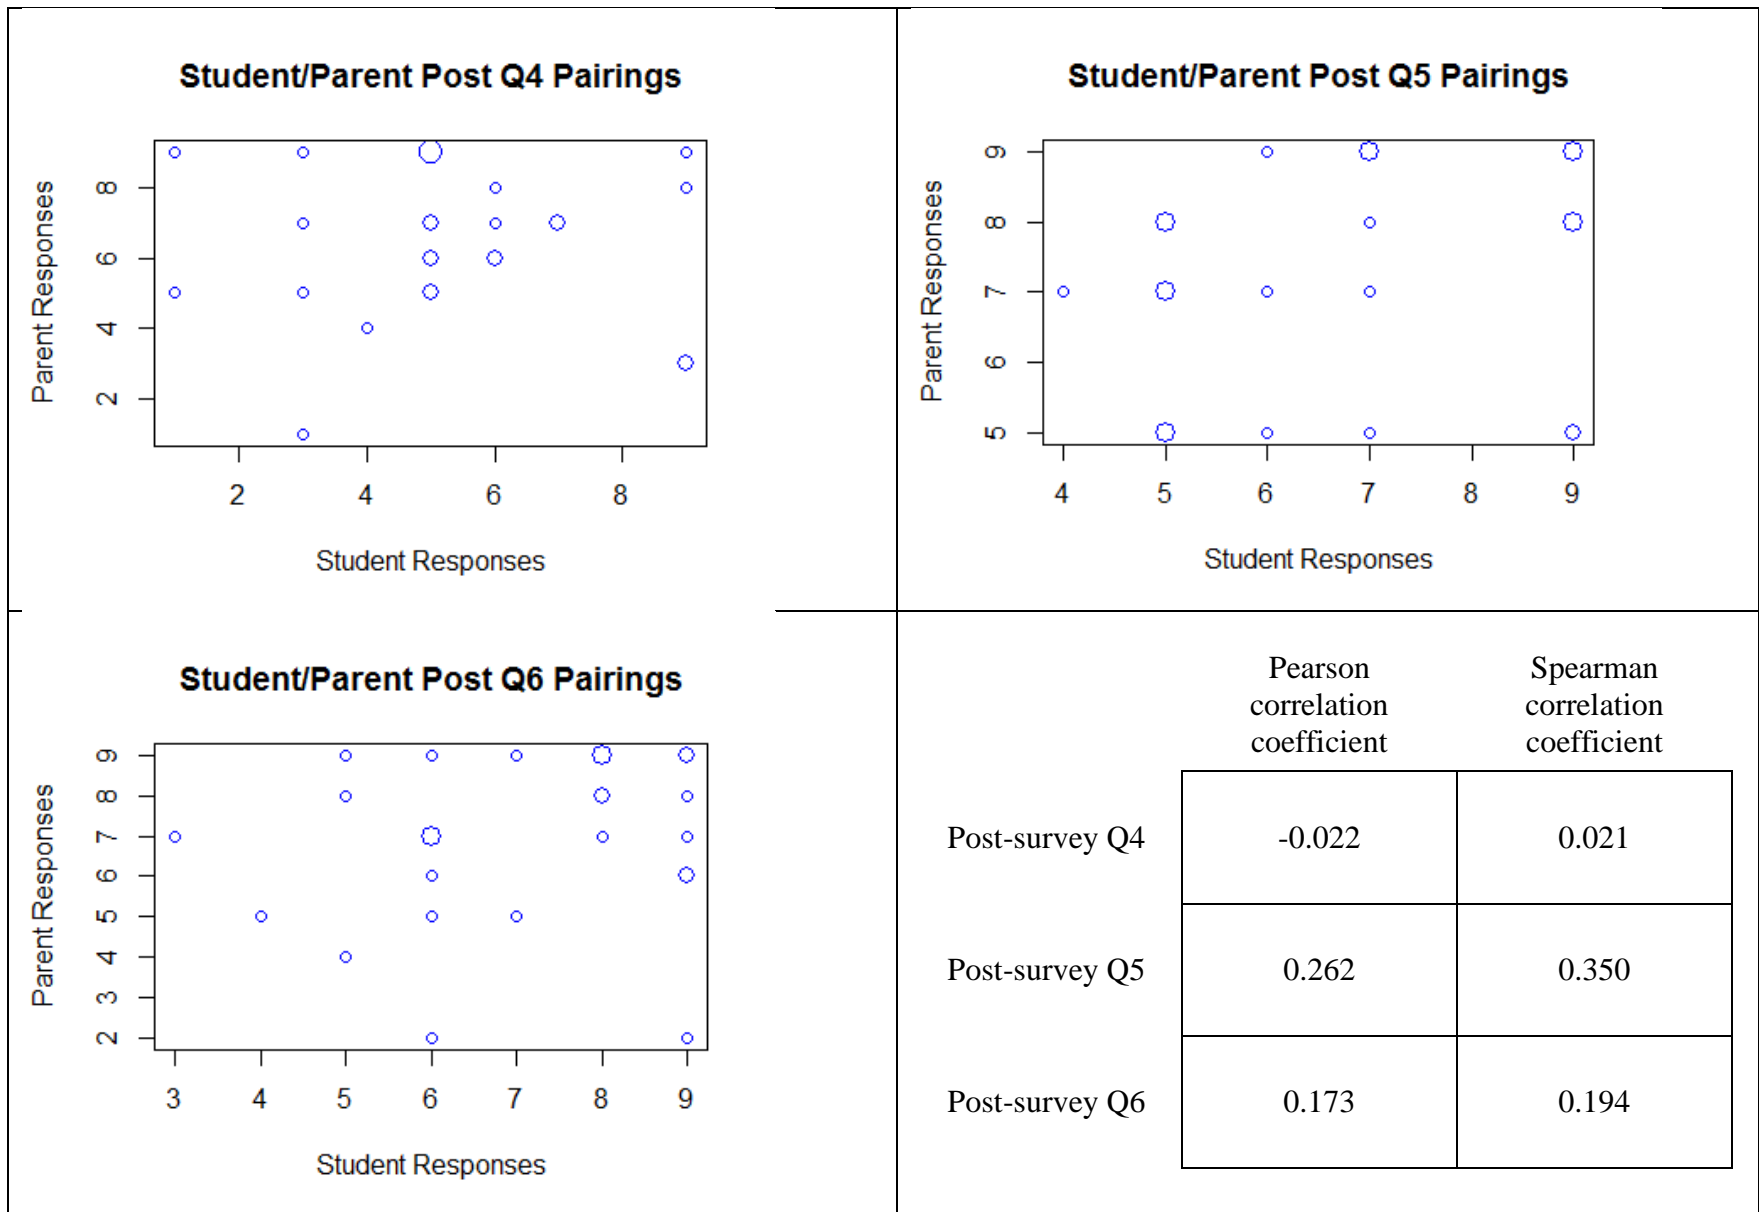 Student/Parent Post Q4 Pairings
Parent Responses
8
6
4
2
2 4 6 8
Student Responses
Student/Parent Post Q5 Pairings
Parent Responses
9
8
7
6
5
4 5 6 7 8 9
Student Responses
Student/Parent Post Q6 Pairings
Parent Responses
9
8
7
6
5
4
3
2
3 4 5 6 7 8 9
Student Responses
Pearson
correlation
coefficient
Spearman
correlation
coefficient
Post-survey Q4 -0.022 0.021
Post-survey Q5 0.262 0.350
Post-survey Q6 0.173 0.194